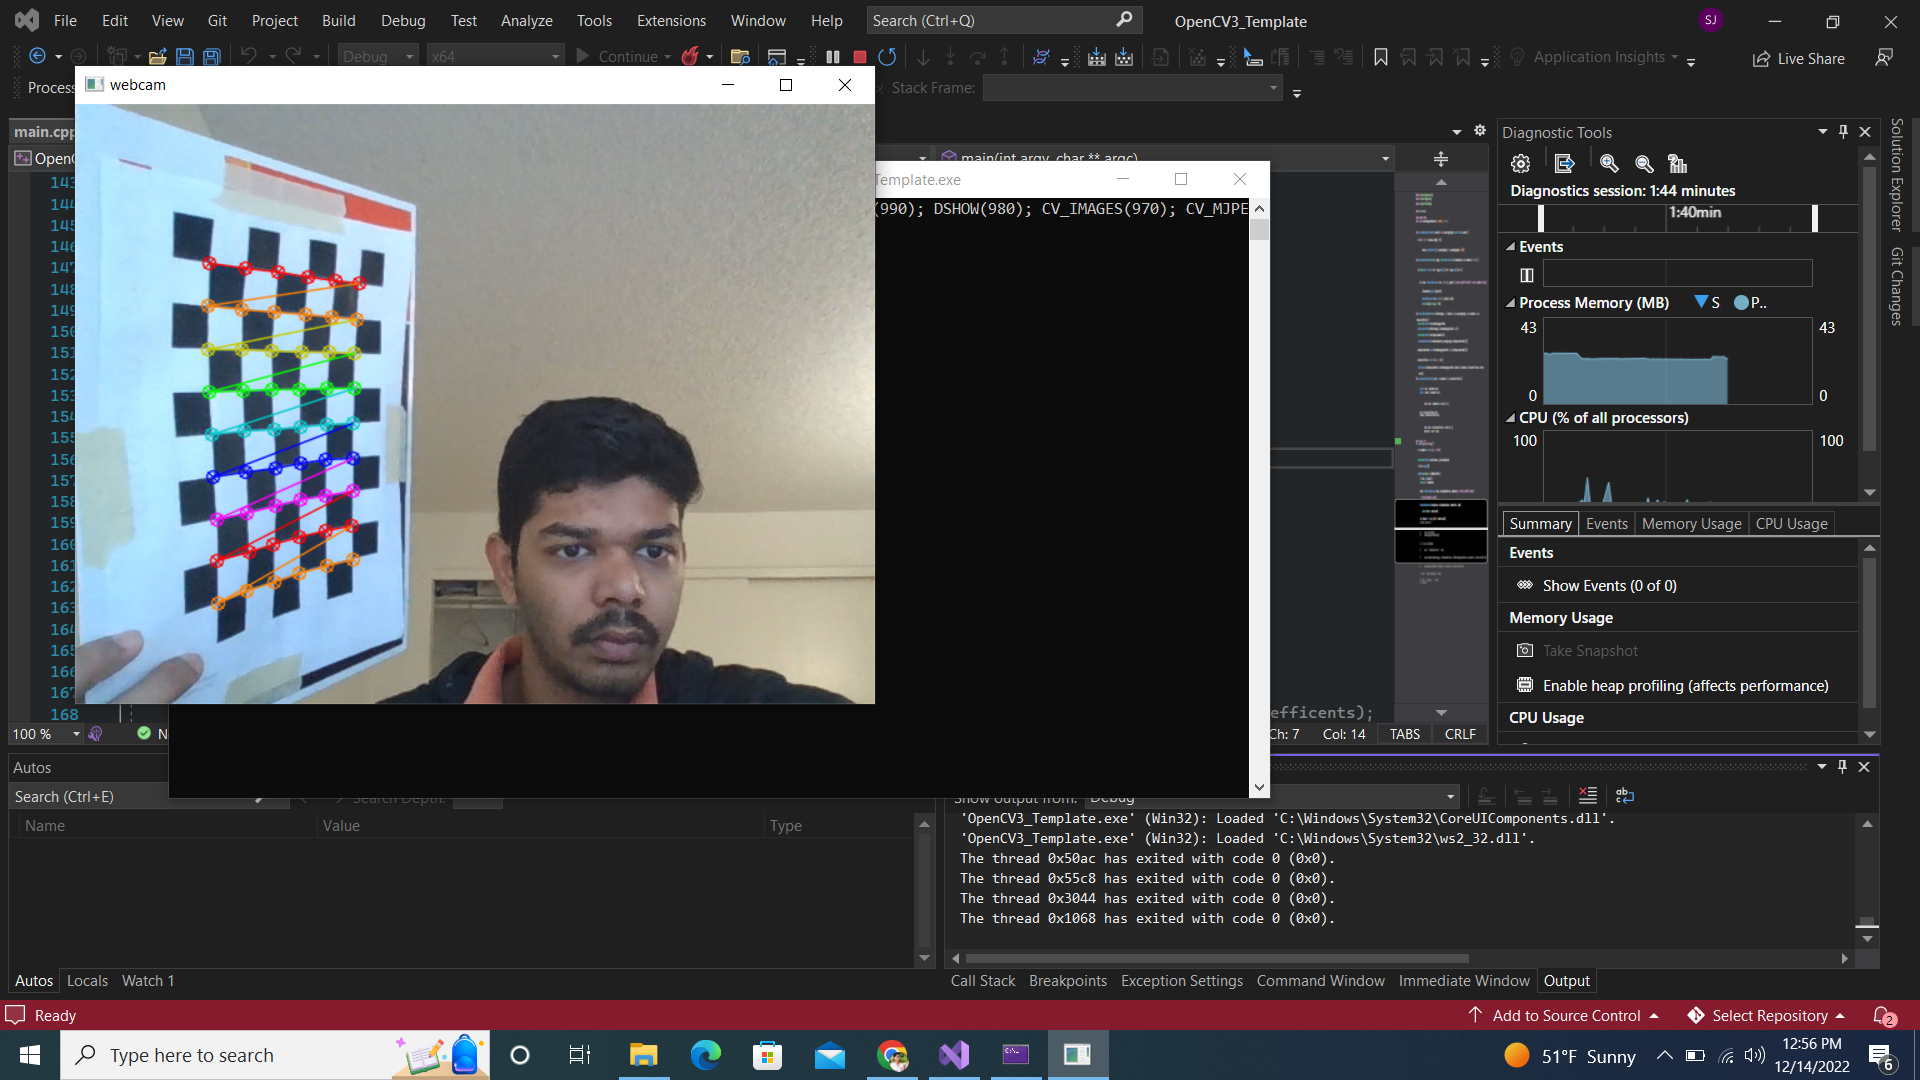 File Edit View Git Project Build Debug Test Analyze Tools Extensions Window Help Search (Ctrl+Q) OpenCV3_Template SJ
Debug x64 Continue Application Insights Live Share
Process Stack Frame:
webcam
main.cpp
OpenC
main(int argv, char ** argc)
Template.exe
(990); DSHOW(980); CV_IMAGES(970); CV_MJPE
143
144
145
146
147
148
149
150
151
152
153
154
155
156
157
158
159
160
161
162
163
164
165
166
167
168
efficents);
100 % Ch: 7 Col: 14 TABS CRLF
Diagnostic Tools
Diagnostics session: 1:44 minutes
1:40min
Events
Process Memory (MB) S P..
43 43
0 0
CPU (% of all processors)
100 100
Summary Events Memory Usage CPU Usage
Events
Show Events (0 of 0)
Memory Usage
Take Snapshot
Enable heap profiling (affects performance)
CPU Usage
Solution Explorer
Git Changes
Autos
Search (Ctrl+E) Search Depth:
Name Value Type
Autos Locals Watch 1
Show output from: Debug
'OpenCV3_Template.exe' (Win32): Loaded 'C:\Windows\System32\CoreUIComponents.dll'.
'OpenCV3_Template.exe' (Win32): Loaded 'C:\Windows\System32\ws2_32.dll'.
The thread 0x50ac has exited with code 0 (0x0).
The thread 0x55c8 has exited with code 0 (0x0).
The thread 0x3044 has exited with code 0 (0x0).
The thread 0x1068 has exited with code 0 (0x0).
Call Stack Breakpoints Exception Settings Command Window Immediate Window Output
Ready Add to Source Control Select Repository 2
Type here to search 51°F Sunny 12:56 PM
12/14/2022 6